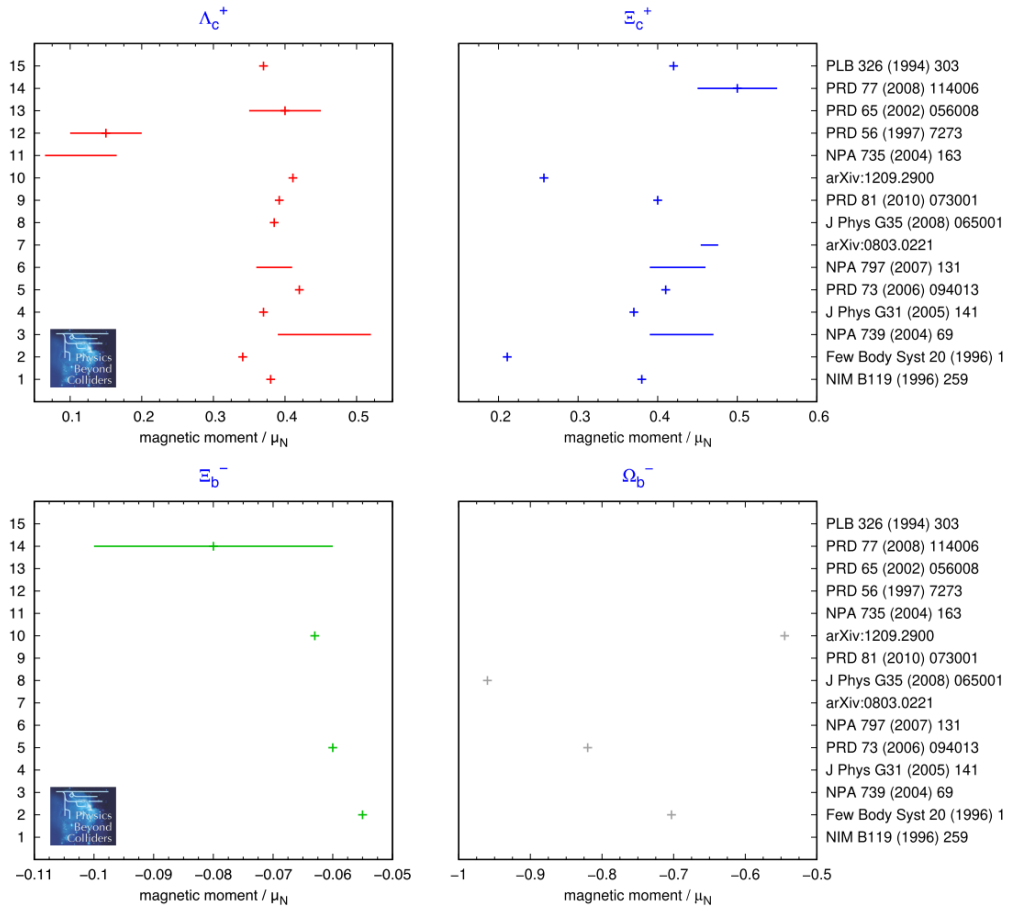 Λc+
Ξc+
15
14
13
12
11
10
9
8
7
6
5
4
3
2
1
PLB 326 (1994) 303
PRD 77 (2008) 114006
PRD 65 (2002) 056008
PRD 56 (1997) 7273
NPA 735 (2004) 163
arXiv:1209.2900
PRD 81 (2010) 073001
J Phys G35 (2008) 065001
arXiv:0803.0221
NPA 797 (2007) 131
PRD 73 (2006) 094013
J Phys G31 (2005) 141
NPA 739 (2004) 69
Few Body Syst 20 (1996) 1
NIM B119 (1996) 259
Physics
Beyond
Colliders
0.1 0.2 0.3 0.4 0.5
magnetic moment / μN
0.2 0.3 0.4 0.5 0.6
magnetic moment / μN
Ξb−
Ωb−
15
14
13
12
11
10
9
8
7
6
5
4
3
2
1
PLB 326 (1994) 303
PRD 77 (2008) 114006
PRD 65 (2002) 056008
PRD 56 (1997) 7273
NPA 735 (2004) 163
arXiv:1209.2900
PRD 81 (2010) 073001
J Phys G35 (2008) 065001
arXiv:0803.0221
NPA 797 (2007) 131
PRD 73 (2006) 094013
J Phys G31 (2005) 141
NPA 739 (2004) 69
Few Body Syst 20 (1996) 1
NIM B119 (1996) 259
Physics
Beyond
Colliders
−0.11 −0.1 −0.09 −0.08 −0.07 −0.06 −0.05
magnetic moment / μN
−1 −0.9 −0.8 −0.7 −0.6 −0.5
magnetic moment / μN